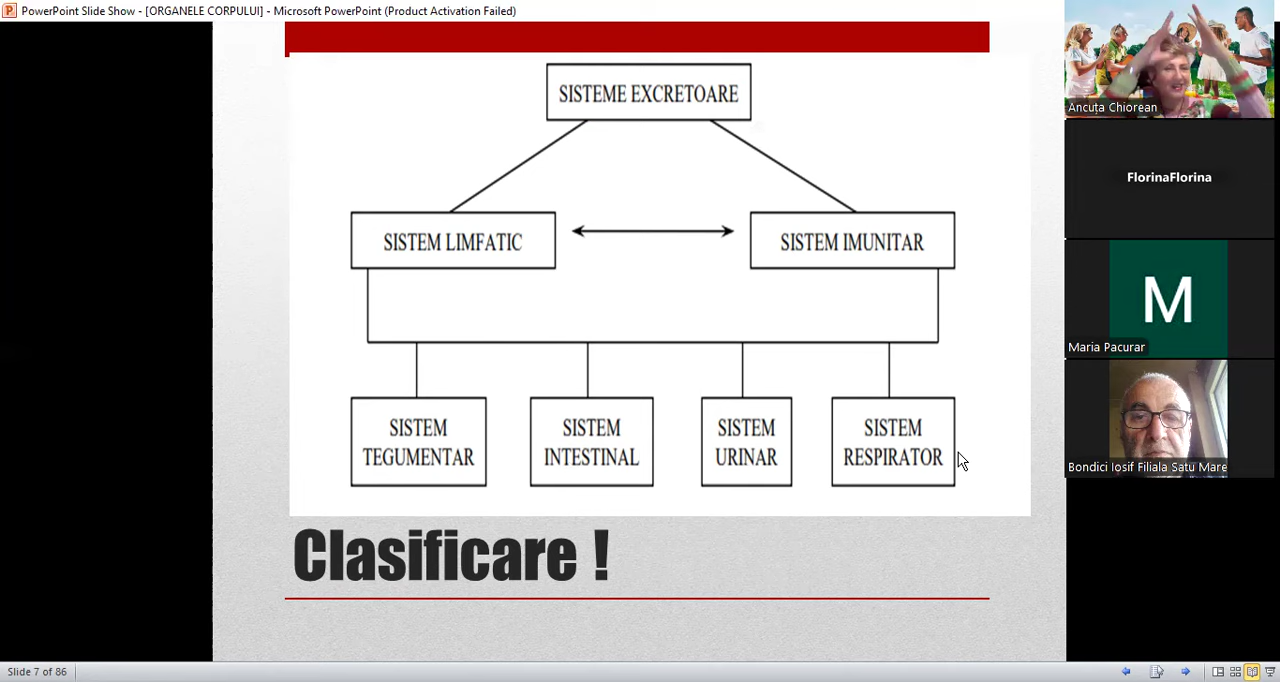 PowerPoint Slide Show - [ORGANELE CORPULUI] - Microsoft PowerPoint (Product Activation Failed)
SISTEME EXCRETOARE
SISTEM LIMFATIC
SISTEM IMUNITAR
SISTEM
TEGUMENTAR
SISTEM
INTESTINAL
SISTEM
URINAR
SISTEM
RESPIRATOR
Clasificare !
Slide 7 of 86
Ancuța Chiorean
FlorinaFlorina
M
Maria Pacurar
Bondici Iosif Filiala Satu Mare